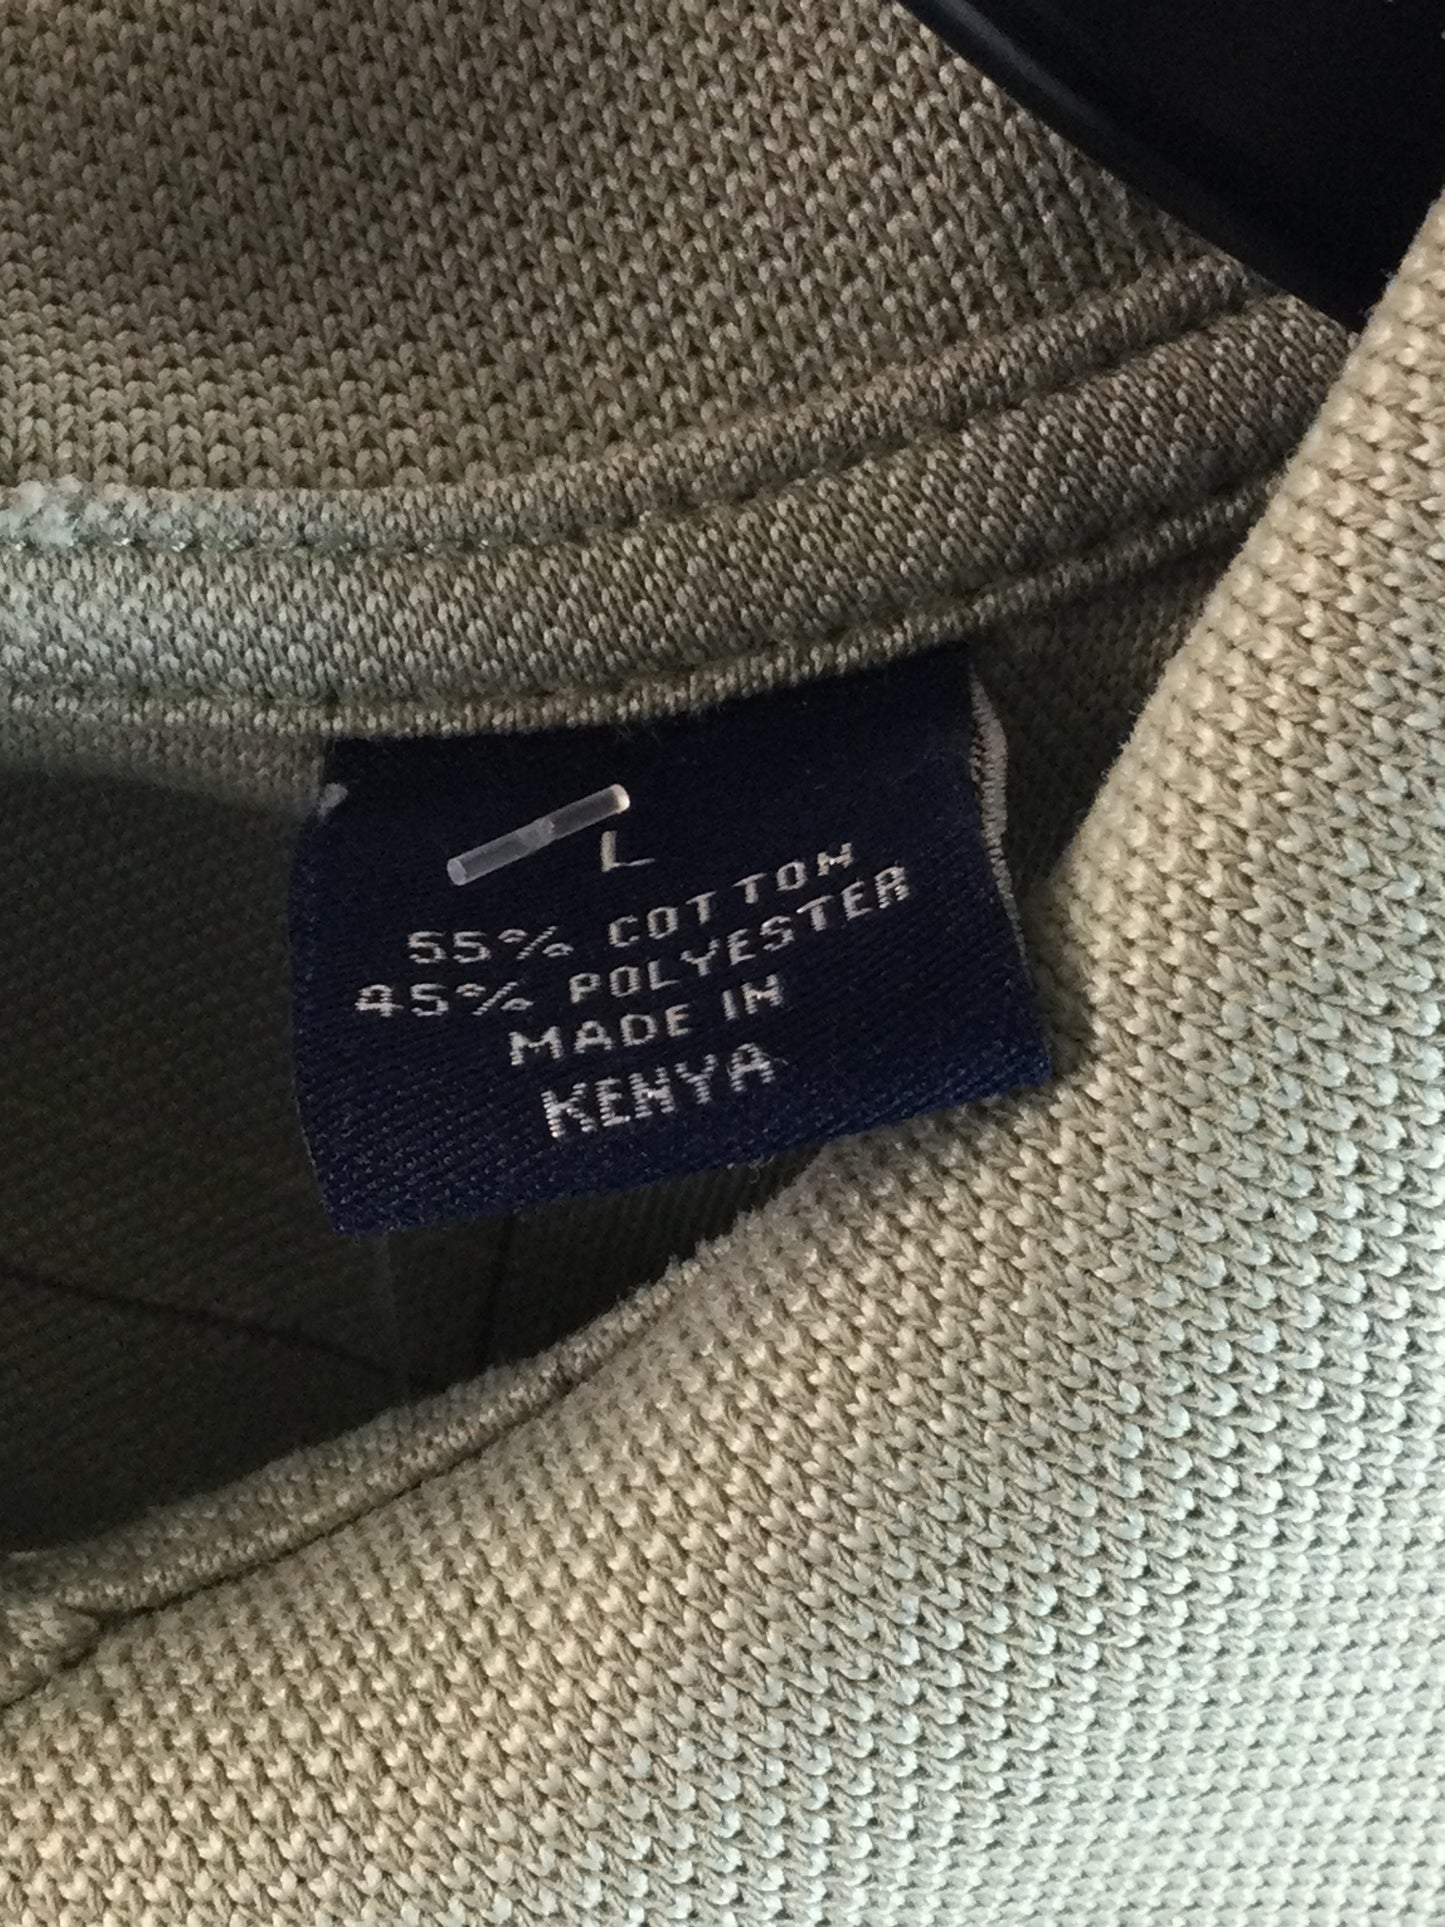 L
55% COTTON
45% POLYESTER
MADE IN
KENYA